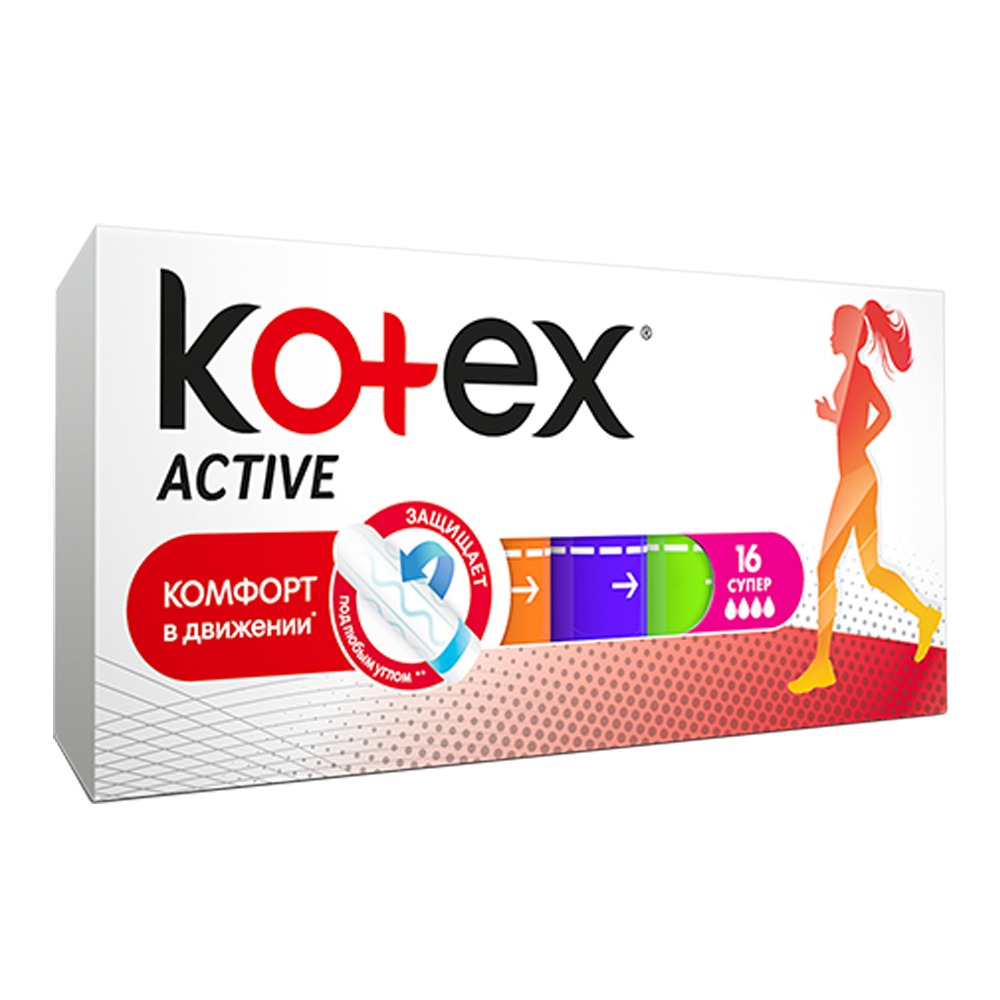 kotex®
ACTIVE
КОМФОРТ
в движении*
ЗАЩИЩАЕТ
под любым углом**
16
СУПЕР